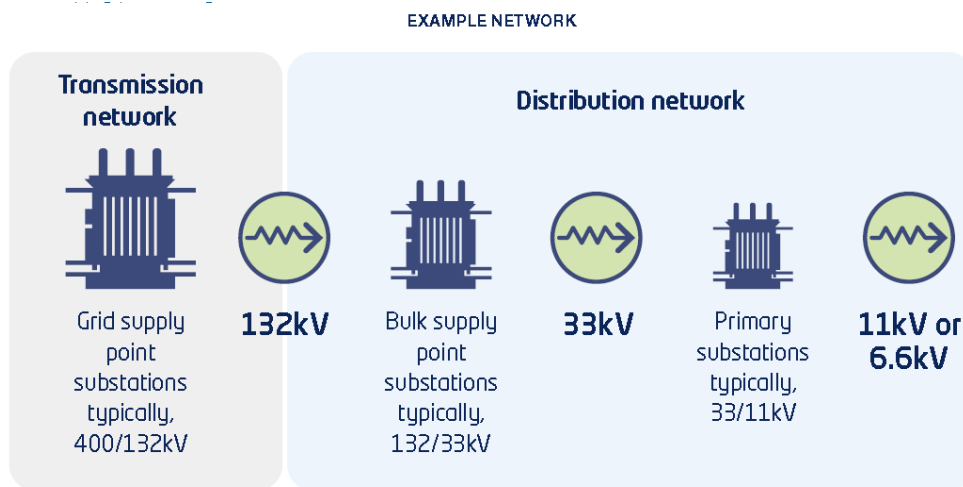 EXAMPLE NETWORK
Transmission
network
Distribution network
Grid supply
point
substations
typically,
400/132kV
132kV
Bulk supply
point
substations
typically,
132/33kV
33kV
Primary
substations
typically,
33/11kV
11kV or
6.6kV